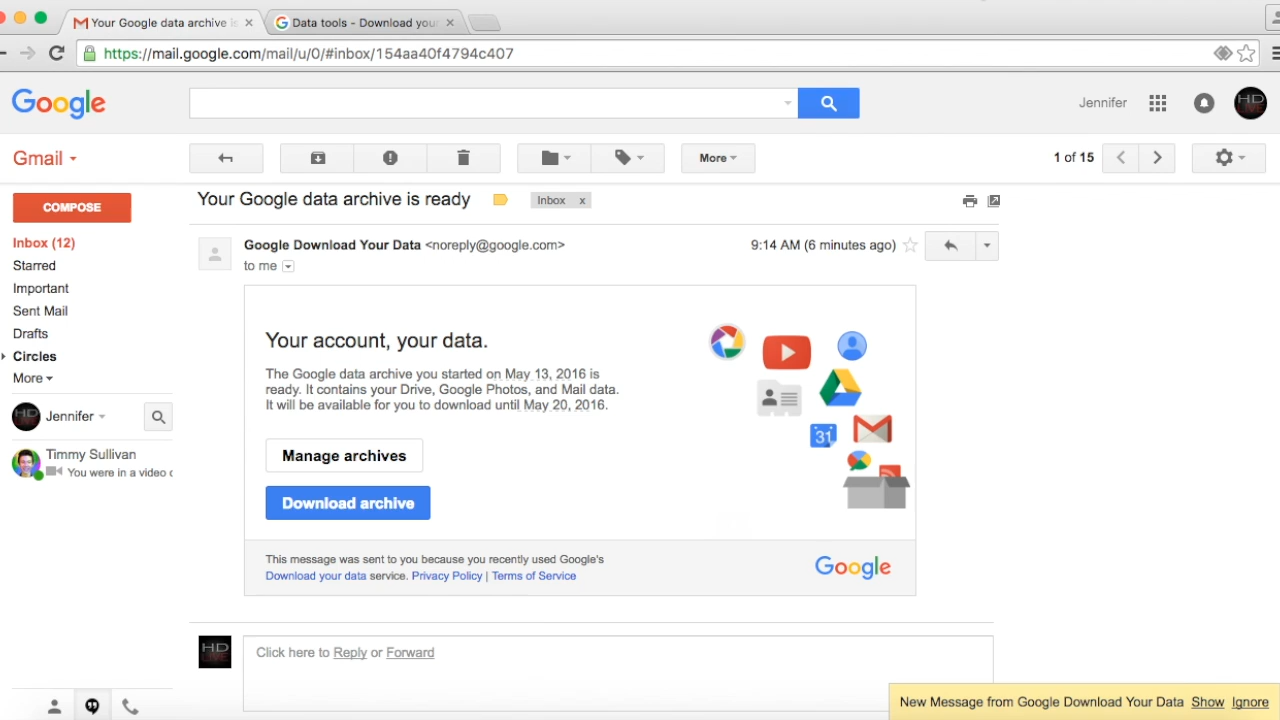 Your Google data archive is
Data tools - Download your
https://mail.google.com/mail/u/0/#inbox/154aa40f4794c407
Google
Jennifer
HD
Gmail
More
1 of 15
COMPOSE
Your Google data archive is ready
Inbox x
Inbox (12)
Google Download Your Data <noreply@google.com>
9:14 AM (6 minutes ago)
to me
Starred
Important
Sent Mail
Drafts
Circles
More
Your account, your data.
The Google data archive you started on May 13, 2016 is
ready. It contains your Drive, Google Photos, and Mail data.
It will be available for you to download until May 20, 2016.
31
HD
Jennifer
Timmy Sullivan
You were in a video c
Manage archives
Download archive
This message was sent to you because you recently used Google's
Download your data service. Privacy Policy | Terms of Service
Google
HD
Click here to Reply or Forward
New Message from Google Download Your Data Show Ignore